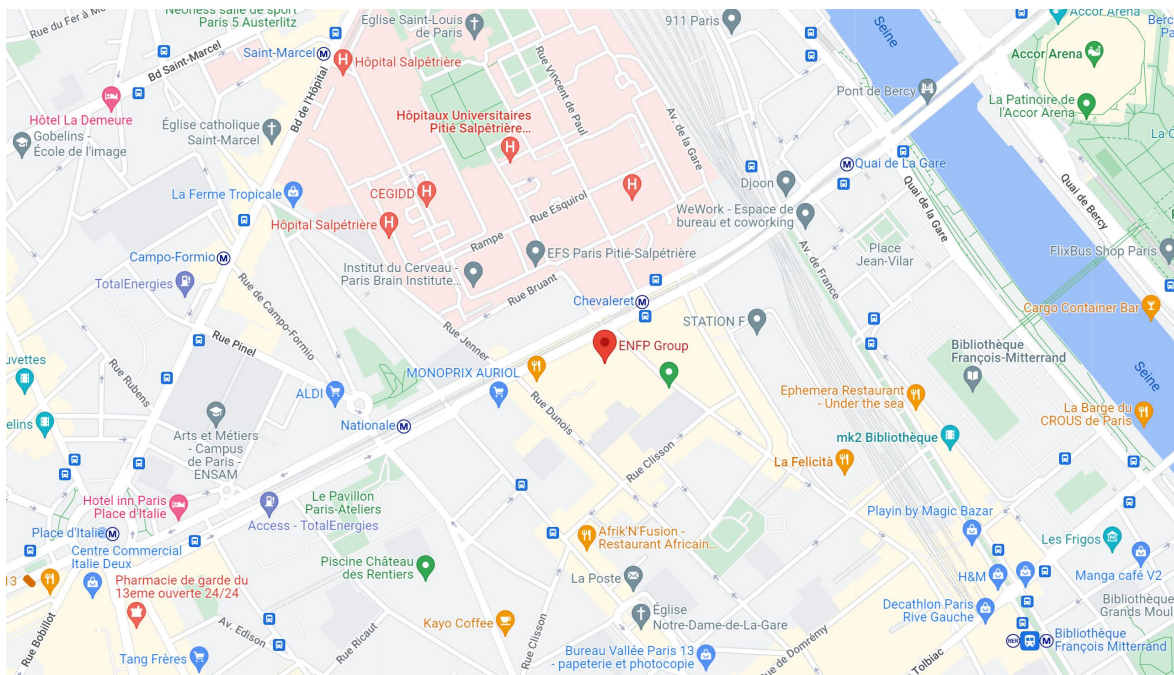 Neoness salle de sport
Paris 5 Austerlitz
Rue du Fer à M
Église Saint-Louis
de Paris
911 Paris
Seine
Accor Arena
Accor Arena
Saint-Marcel
Bd Saint-Marcel
Hôpital Salpêtrière
Bd de l'Hôpital
Rue Vincent de Paul
Av. de la Gare
Pont de Bercy
La Patinoire de
l'Accor Arena
Hôtel La Demeure
Gobelins -
École de l'image
Église catholique
Saint-Marcel
Hôpitaux Universitaires
Pitié Salpêtrière...
Quai de La Gare
Quai de la Gare
Quai de Bercy
La Ferme Tropicale
CEGIDD
Hôpital Salpétrière
Rue Esquirol
Rampe
Djoon
WeWork - Espace de
bureau et coworking
Av. de France
Place
Jean-Vilar
FlixBus Shop Paris
Campo-Formio
TotalEnergies
Rue de Campo-Formio
Institut du Cerveau -
Paris Brain Institute...
EFS Paris Pitié-Salpétrière
Rue Bruant
Chevaleret
STATION F
Cargo Container Bar
Rue Pinel
Rue Jenner
ENFP Group
Bibliothèque
François-Mitterrand
Seine
uvettes
Rue Rubens
ALDI
MONOPRIX AURIOL
Rue Dunois
Ephemera Restaurant
- Under the sea
La Barge du
CROUS de Paris
elins
Arts et Métiers
- Campus
de Paris -
ENSAM
Nationale
mk2 Bibliothèque
La Felicità
Rue Clisson
Hotel inn Paris
Place d'Italie
Le Pavillon
Paris-Ateliers
Access - TotalEnergies
Place d'Italie
Centre Commercial
Italie Deux
Afrik'N'Fusion -
Restaurant Africain...
Playin by Magic Bazar
Les Frigos
13
Pharmacie de garde du
13eme ouverte 24/24
Piscine Château
des Rentiers
La Poste
H&M
Manga café V2
Decathlon Paris
Rive Gauche
Bibliothèque
Grands Moul
Rue Bobillot
Av. Edison
Rue Ricaut
Kayo Coffee
Rue Clisson
Église
Notre-Dame-de-La-Gare
Tang Frères
Bureau Vallée Paris 13
- papeterie et photocopie
Rue de Domrémy
Tolbiac
RER
Bibliothèque
François Mitterrand